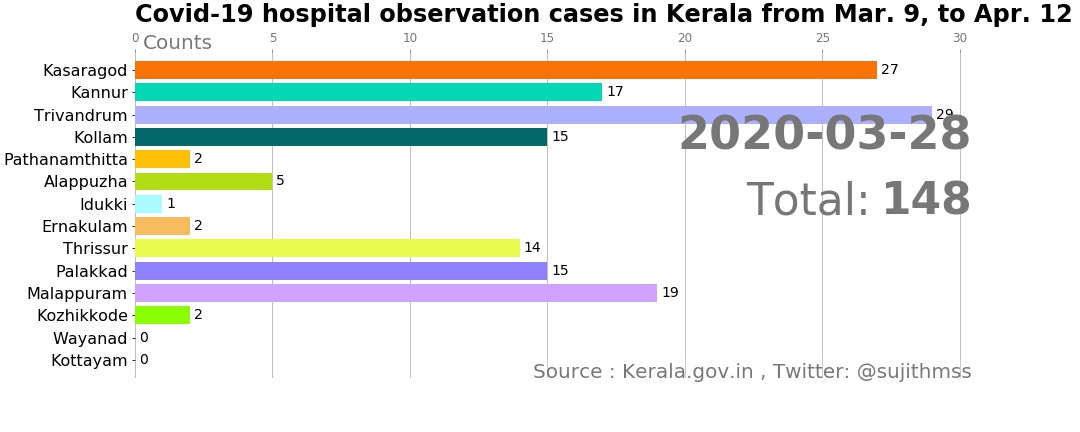 Covid-19 hospital observation cases in Kerala from Mar. 9, to Apr. 12
0 5 10 15 20 25 30
Counts
Kasaragod 27
Kannur 17
Trivandrum 29
2020-03-28
Kollam 15
Pathanamthitta 2
Alappuzha 5
Total: 148
Idukki 1
Ernakulam 2
Thrissur 14
Palakkad 15
Malappuram 19
Kozhikkode 2
Wayanad 0
Kottayam 0
Source : Kerala.gov.in , Twitter: @sujithmss